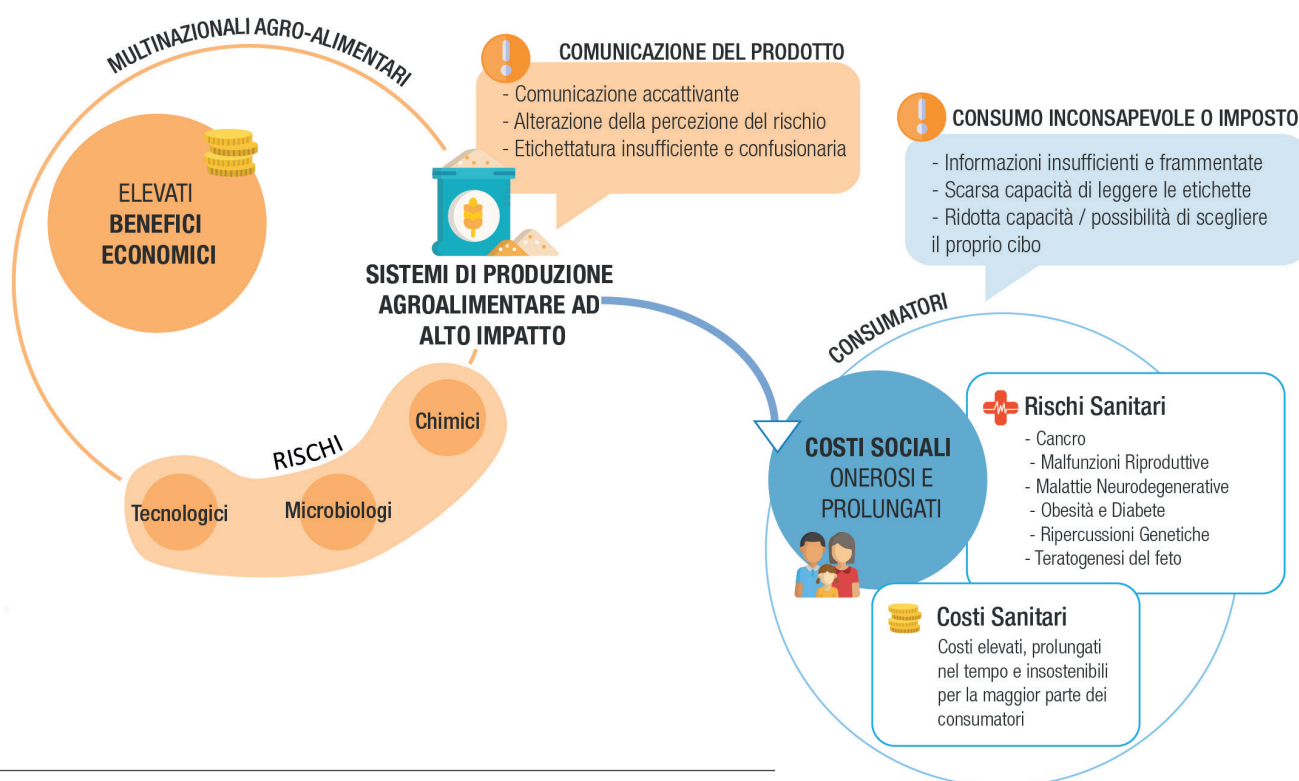 MULTINAZIONALI AGRO-ALIMENTARI
ELEVATI
BENEFICI
ECONOMICI
COMUNICAZIONE DEL PRODOTTO
- Comunicazione accattivante
- Alterazione della percezione del rischio
- Etichettatura insufficiente e confusionaria
SISTEMI DI PRODUZIONE
AGROALIMENTARE AD
ALTO IMPATTO
RISCHI
Tecnologici
Microbiologi
Chimici
CONSUMO INCONSAPEVOLE O IMPOSTO
- Informazioni insufficienti e frammentate
- Scarsa capacità di leggere le etichette
- Ridotta capacità / possibilità di scegliere
il proprio cibo
CONSUMATORI
COSTI SOCIALI
ONEROSI E
PROLUNGATI
Rischi Sanitari
- Cancro
- Malfunzioni Riproduttive
- Malattie Neurodegenerative
- Obesità e Diabete
- Ripercussioni Genetiche
- Teratogenesi del feto
Costi Sanitari
Costi elevati, prolungati
nel tempo e insostenibili
per la maggior parte dei
consumatori